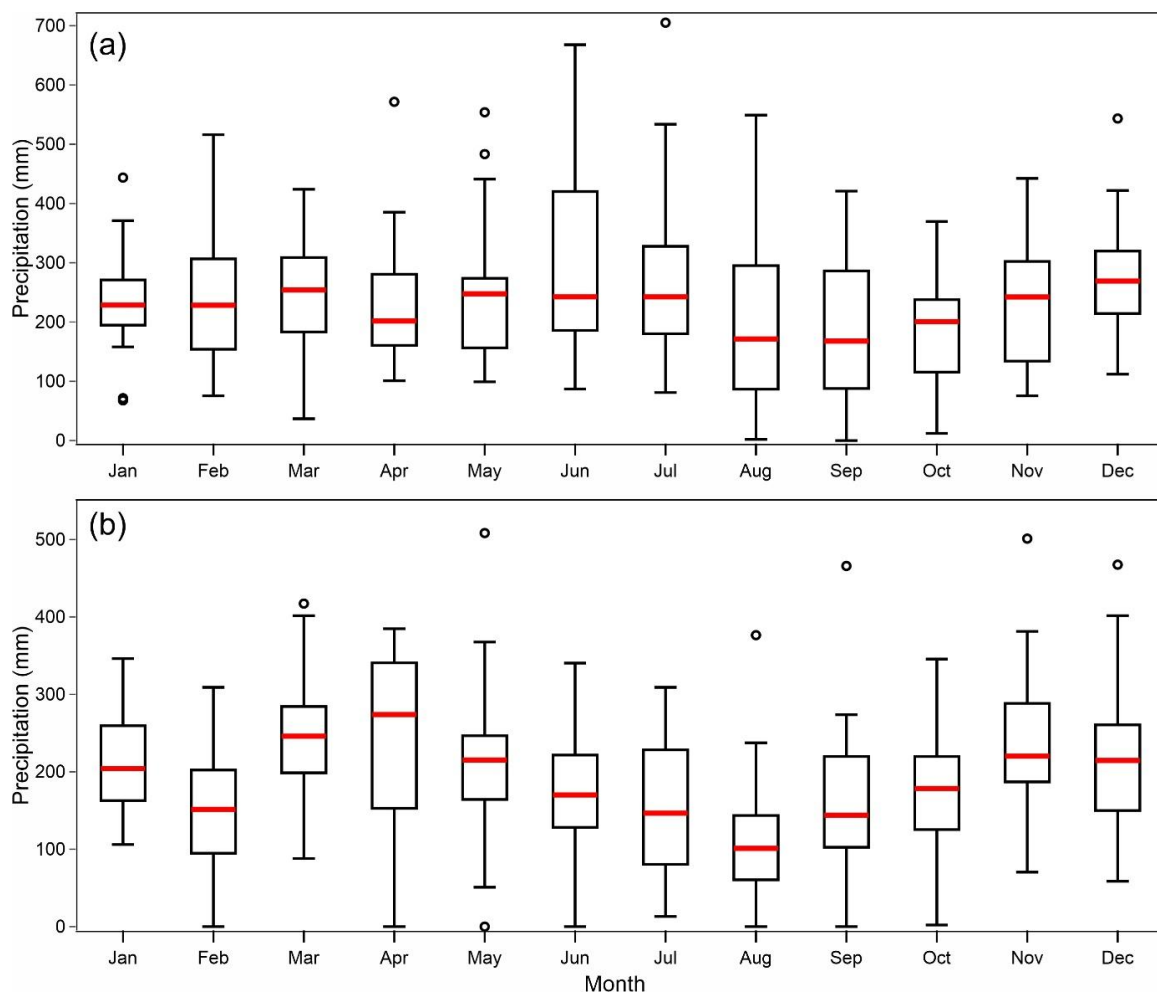 (a)
Precipitation (mm)
700
600
500
400
300
200
100
0
Jan Feb Mar Apr May Jun Jul Aug Sep Oct Nov Dec
(b)
Precipitation (mm)
500
400
300
200
100
0
Jan Feb Mar Apr May Jun Jul Aug Sep Oct Nov Dec
Month